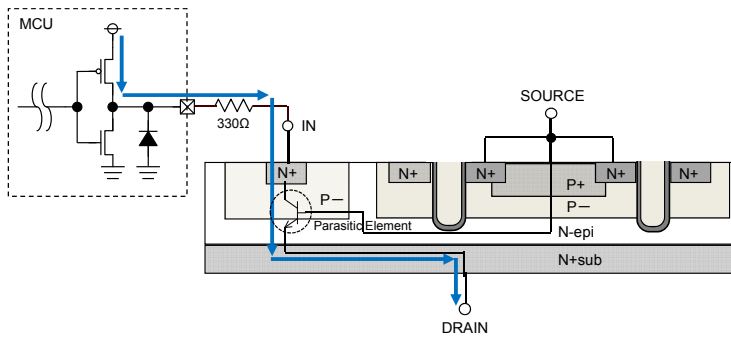 MCU
330Ω
IN
SOURCE
N+
N+
N+
N+
N+
P+
P−
P−
Parasitic Element
N-epi
N+sub
DRAIN